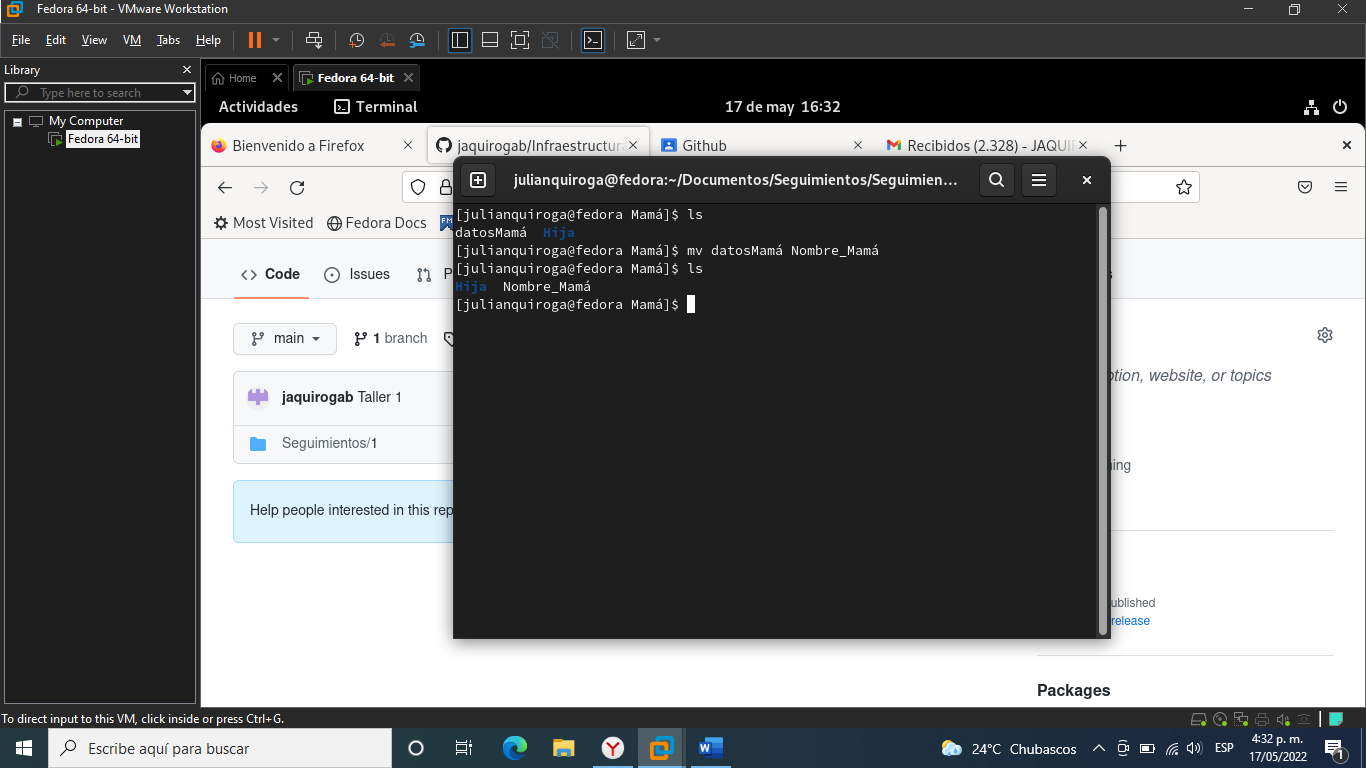 Fedora 64-bit - VMware Workstation
File Edit View VM Tabs Help
Library
Type here to search
My Computer
Fedora 64-bit
Home
Fedora 64-bit
Actividades Terminal 17 de may 16:32
Bienvenido a Firefox
jaquirogab/Infraestructura
Github
Recibidos (2.328) - JAQUIR
julianquiroga@fedora:~/Documentos/Seguimientos/Seguimien...
Most Visited Fedora Docs
[julianquiroga@fedora Mamá]$ ls
datosMamá Hija
[julianquiroga@fedora Mamá]$ mv datosMamá Nombre_Mamá
[julianquiroga@fedora Mamá]$ ls
Hija Nombre_Mamá
[julianquiroga@fedora Mamá]$
Code Issues P
main 1 branch
jaquirogab Taller 1
Seguimientos/1
Help people interested in this rep
website, or topics
ublished
release
Packages
To direct input to this VM, click inside or press Ctrl+G.
Escribe aquí para buscar
24°C Chubascos
ESP
4:32 p. m.
17/05/2022
1